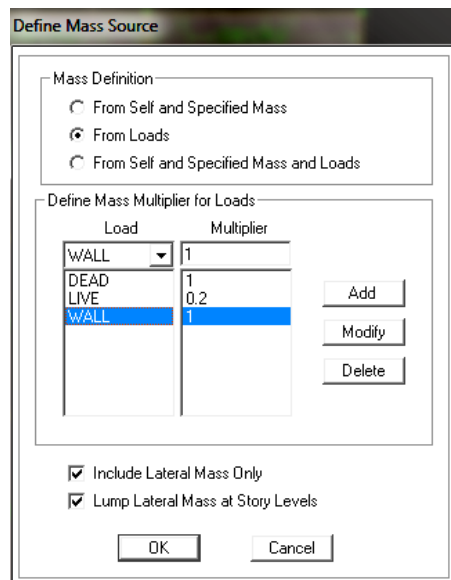 Define Mass Source
Mass Definition
From Self and Specified Mass
From Loads
From Self and Specified Mass and Loads
Define Mass Multiplier for Loads
Load Multiplier
WALL 1
DEAD 1
LIVE 0.2
WALL 1
Add
Modify
Delete
Include Lateral Mass Only
Lump Lateral Mass at Story Levels
OK Cancel